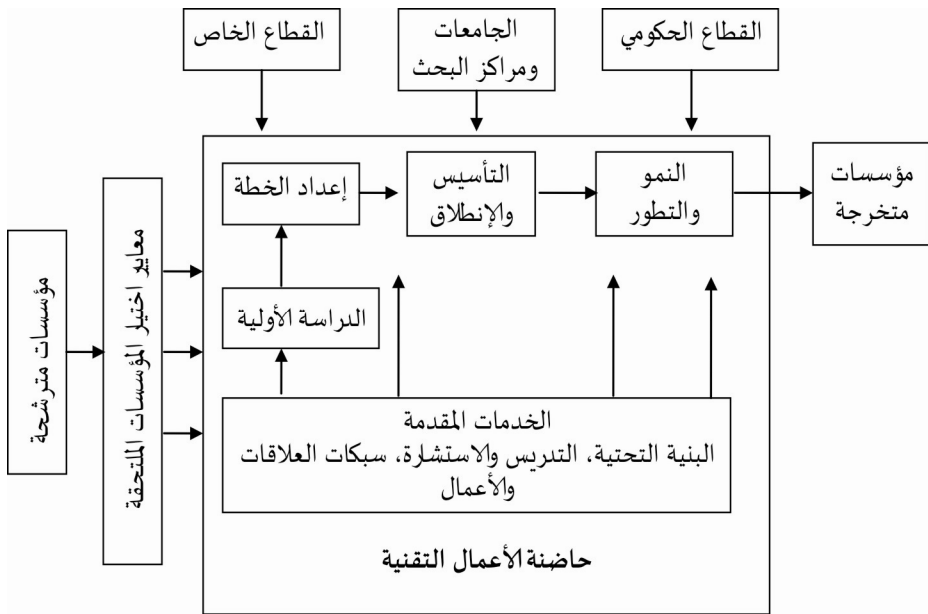 القطاع الخاص
الجامعات
ومراكز البحث
القطاع الحكومي
إعداد الخطة
التأسيس
والإنطلاق
النمو
والتطور
مؤسسات
متخرجة
مؤسسات مترشحة
معايير اختيار المؤسسات الملتحقة
الدراسة الأولية
الخدمات المقدمة
البنية التحتية، التدريس والاستشارة، سبكات العلاقات
والأعمال
حاضنة الأعمال التقنية